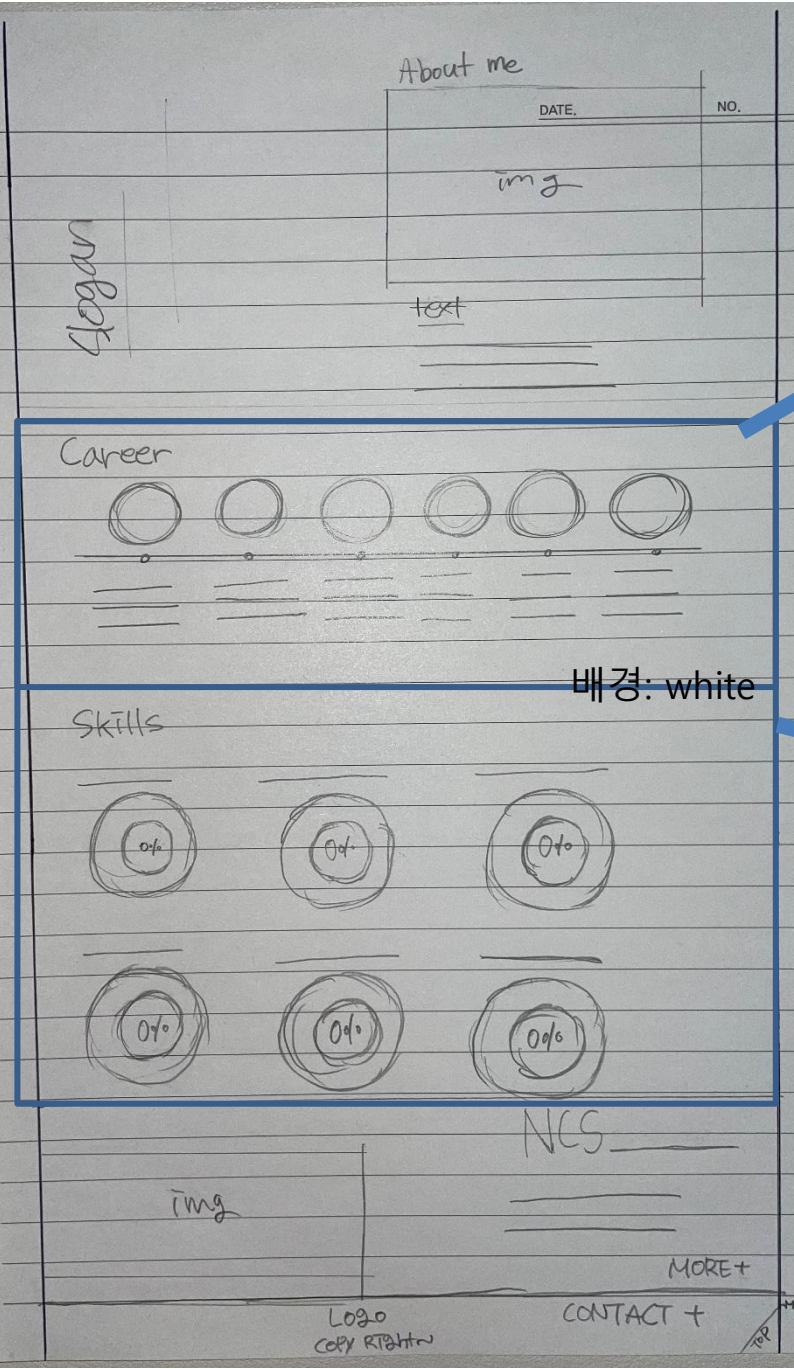 About me
DATE.
NO.
img
slogan
text
Career
배경: white
Skills
0%
0%
0%
0%
0%
0%
NCS
img
MORE+
LOGO
CONTACT +
COPY RIGHT
TOP